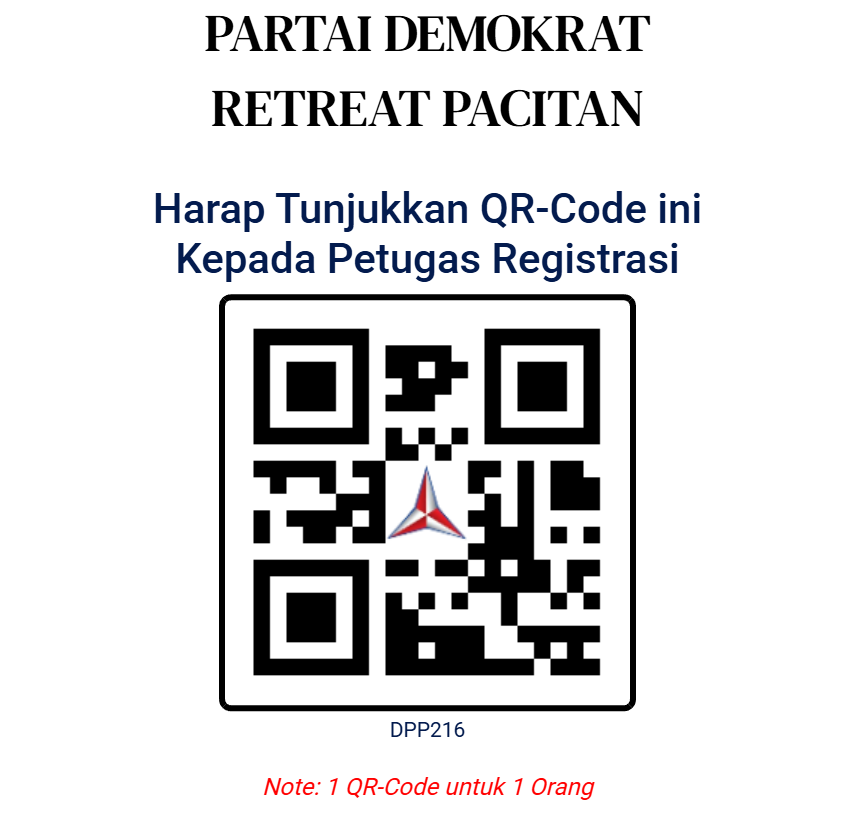 PARTAI DEMOKRAT
RETREAT PACITAN
Harap Tunjukkan QR-Code ini
Kepada Petugas Registrasi
DPP216
Note: 1 QR-Code untuk 1 Orang